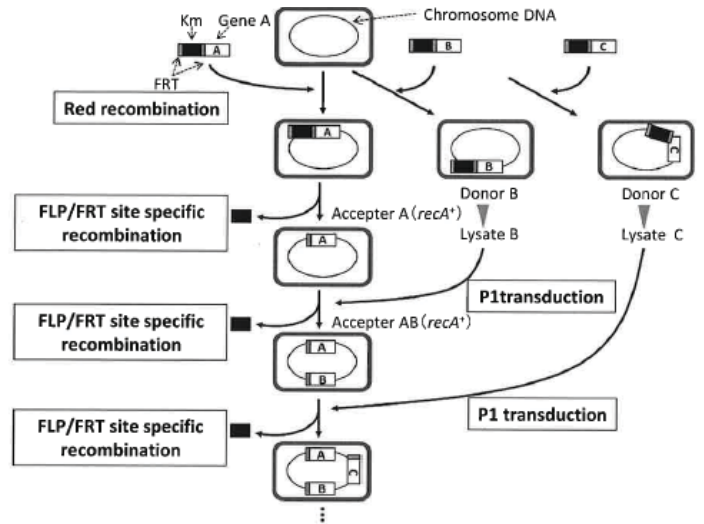 Km Gene A
Chromosome DNA
A
B
C
FRT
Red recombination
A
B
C
Donor B
Donor C
FLP/FRT site specific
recombination
Accepter A (recA⁺)
Lysate B
Lysate C
A
P1transduction
FLP/FRT site specific
recombination
Accepter AB (recA⁺)
A
B
P1 transduction
FLP/FRT site specific
recombination
A
C
B